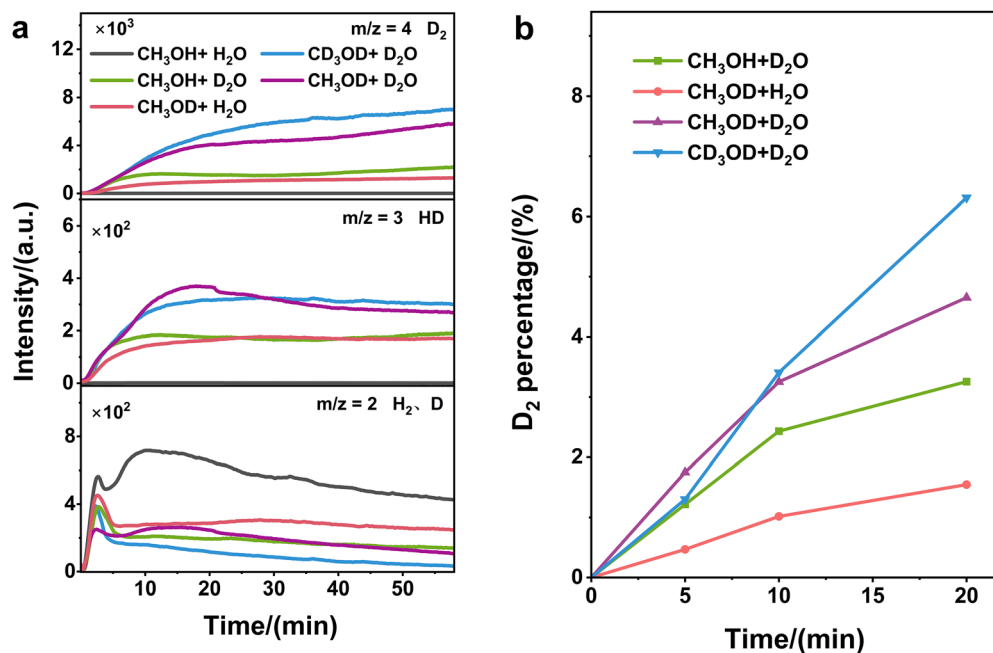 a
×10³
m/z = 4 D₂
CH₃OH+ H₂O
CD₃OD+ D₂O
CH₃OH+ D₂O
CH₃OD+ D₂O
CH₃OD+ H₂O
12
8
4
0
×10²
m/z = 3 HD
6
4
2
0
×10²
m/z = 2 H₂、D
8
4
0
10
20
30
40
50
Intensity/(a.u.)
Time/(min)
b
CH₃OH+D₂O
CH₃OD+H₂O
CH₃OD+D₂O
CD₃OD+D₂O
8
6
4
2
0
0
5
10
15
20
D₂ percentage/(%)
Time/(min)